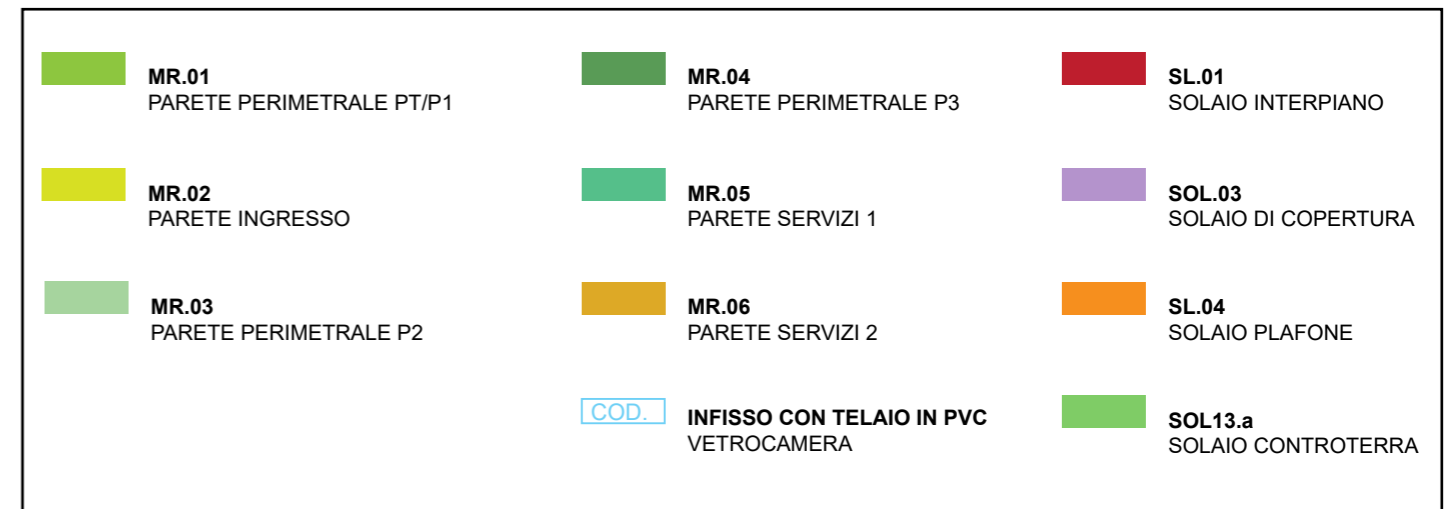 MR.01
PARETE PERIMETRALE PT/P1
MR.02
PARETE INGRESSO
MR.03
PARETE PERIMETRALE P2
MR.04
PARETE PERIMETRALE P3
MR.05
PARETE SERVIZI 1
MR.06
PARETE SERVIZI 2
COD.
INFISSO CON TELAIO IN PVC
VETROCAMERA
SL.01
SOLAIO INTERPIANO
SOL.03
SOLAIO DI COPERTURA
SL.04
SOLAIO PLAFONE
SOL13.a
SOLAIO CONTROTERRA